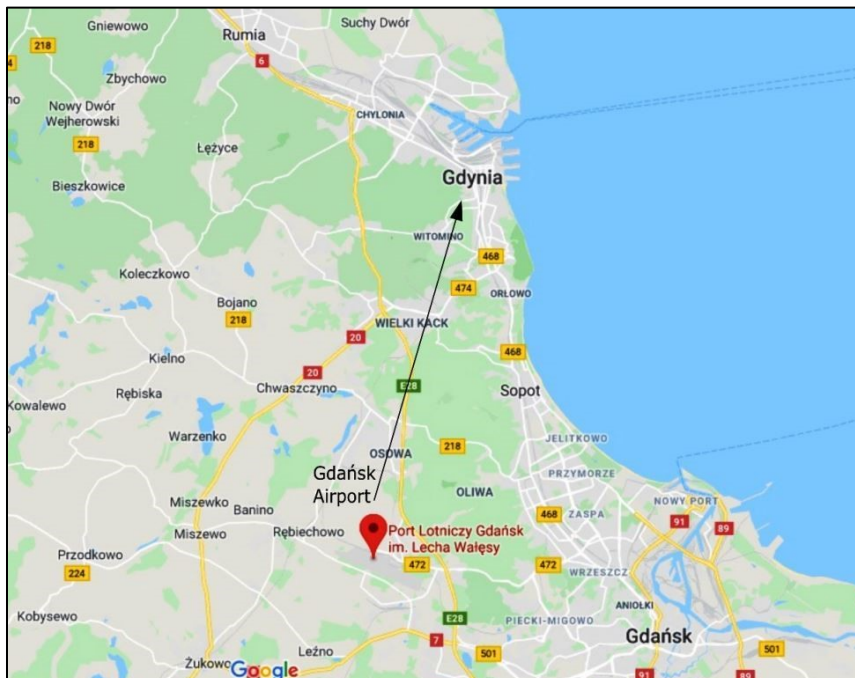 Gniewowo
Suchy Dwór
Rumia
218
6
Zbychowo
Nowy Dwór
Wejherowski
CHYLONIA
218
Łężyce
Bieszkowice
Gdynia
WITOMINO
468
Koleczkowo
474
ORŁOWO
Bojano
218
20
WIELKI KACK
Kielno
20
468
Chwaszczyno
E28
Sopot
Rębiska
Kowalewo
Warzenko
OSOWA
218
JELITKOWO
Gdańsk
Airport
PRZYMORZE
OLIWA
Miszewko
Banino
468
ZASPA
NOWY PORT
91
89
Miszewo
Rębiechowo
Port Lotniczy Gdańsk
im. Lecha Wałęsy
Przodkowo
224
472
472
WRZESZCZ
Kobysewo
E28
PIECKI-MIGOWO
ANIOŁKI
Gdańsk
7
501
501
Leźno
Żukowo
Google
91
89